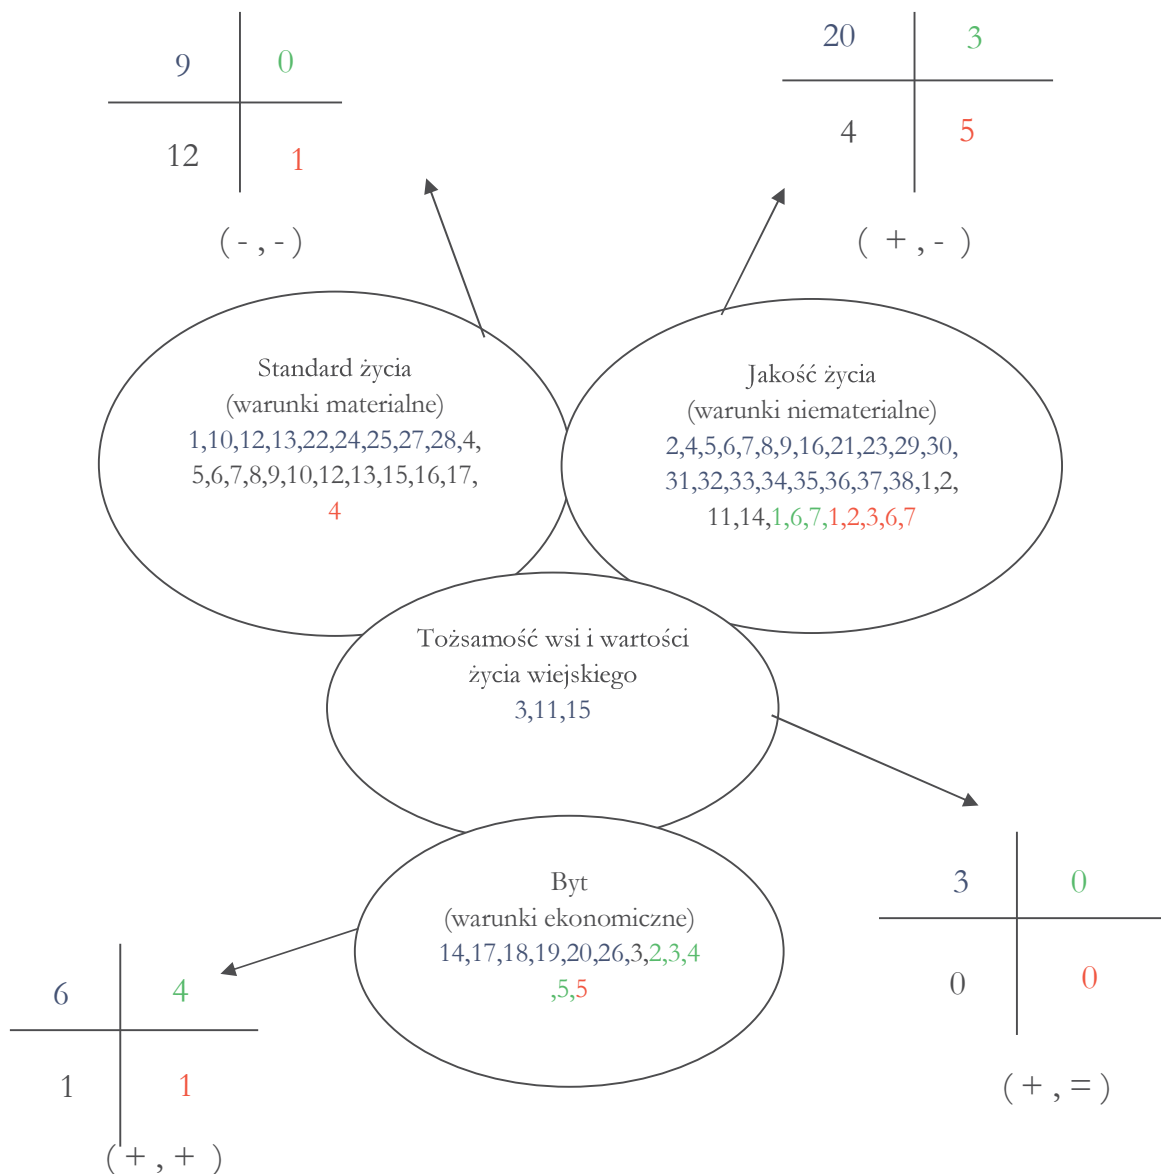 9 0
12 1
( - , - )
20 3
4 5
( + , - )
Standard życia
(warunki materialne)
1,10,12,13,22,24,25,27,28,4,
5,6,7,8,9,10,12,13,15,16,17,
4
Jakość życia
(warunki niematerialne)
2,4,5,6,7,8,9,16,21,23,29,30,
31,32,33,34,35,36,37,38,1,2,
11,14,1,6,7,1,2,3,6,7
Tożsamość wsi i wartości
życia wiejskiego
3,11,15
Byt
(warunki ekonomiczne)
14,17,18,19,20,26,3,2,3,4
,5,5
3 0
0 0
( + , = )
6 4
1 1
( + , + )